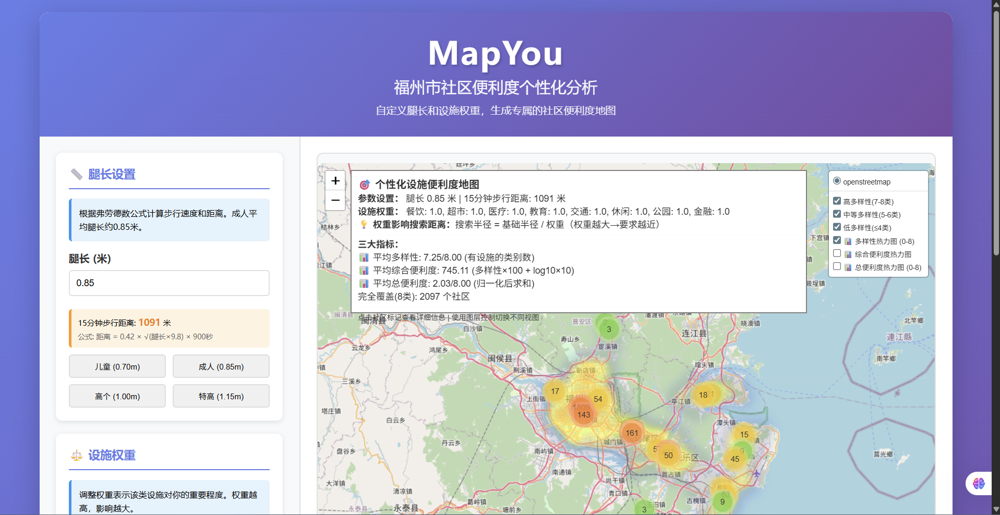 MapYou
福州市社区便利度个性化分析
自定义腿长和设施权重，生成专属的社区便利度地图
📏 腿长设置
根据弗劳德数公式计算步行速度和距离。成人平
均腿长约0.85米。
腿长 (米)
0.85
15分钟步行距离: 1091 米
公式: 距离 = 0.42 × √(腿长×9.8) × 900秒
儿童 (0.70m)
成人 (0.85m)
高个 (1.00m)
特高 (1.15m)
⚖️ 设施权重
调整权重表示该类设施对你的重要程度。权重越
高，影响越大。
+
−
🎯 个性化设施便利度地图
参数设置： 腿长 0.85 米 | 15分钟步行距离: 1091 米
设施权重： 餐饮: 1.0, 超市: 1.0, 医疗: 1.0, 教育: 1.0, 交通: 1.0, 休闲: 1.0, 公园: 1.0, 金融: 1.0
💡 权重影响搜索距离：搜索半径 = 基础半径 / 权重（权重越大→要求越近）
三大指标：
📊 平均多样性: 7.25/8.00 (有设施的类别数)
📊 平均综合便利度: 745.11 (多样性×100 + log10×10)
📊 平均总便利度: 2.03/8.00 (归一化后求和)
完全覆盖(8类): 2097 个社区
点击社区标记查看详细信息 | 使用图层控制切换不同视图
openstreetmap
高多样性(7-8类)
中等多样性(5-6类)
低多样性(≤4类)
📊 多样性热力图 (0-8)
📊 综合便利度热力图
📊 总便利度热力图 (0-8)
桔林乡
下宫镇
筱埕镇
闽清县
闽清县
晋安区
2
3
晓澳镇
北竿鄉
白沙镇
连江县
連江縣
寿山乡
宦溪镇
云龙乡
鸿尾乡
闽侯县
南竿鄉
荆溪镇
新店镇
琯头镇
三溪乡
17
54
18
21
上街镇
亭江镇
1809
143
塔庄镇
白云乡
潭头镇
161
15
丹云乡
城门镇
盘谷乡
南屿镇
50
9
45
莒光鄉
南通镇
首占镇
大洋镇
尚干镇
清凉镇
青口镇
63
63
葛岭镇
古槐镇
9
永泰县
永泰县
塘前乡
3